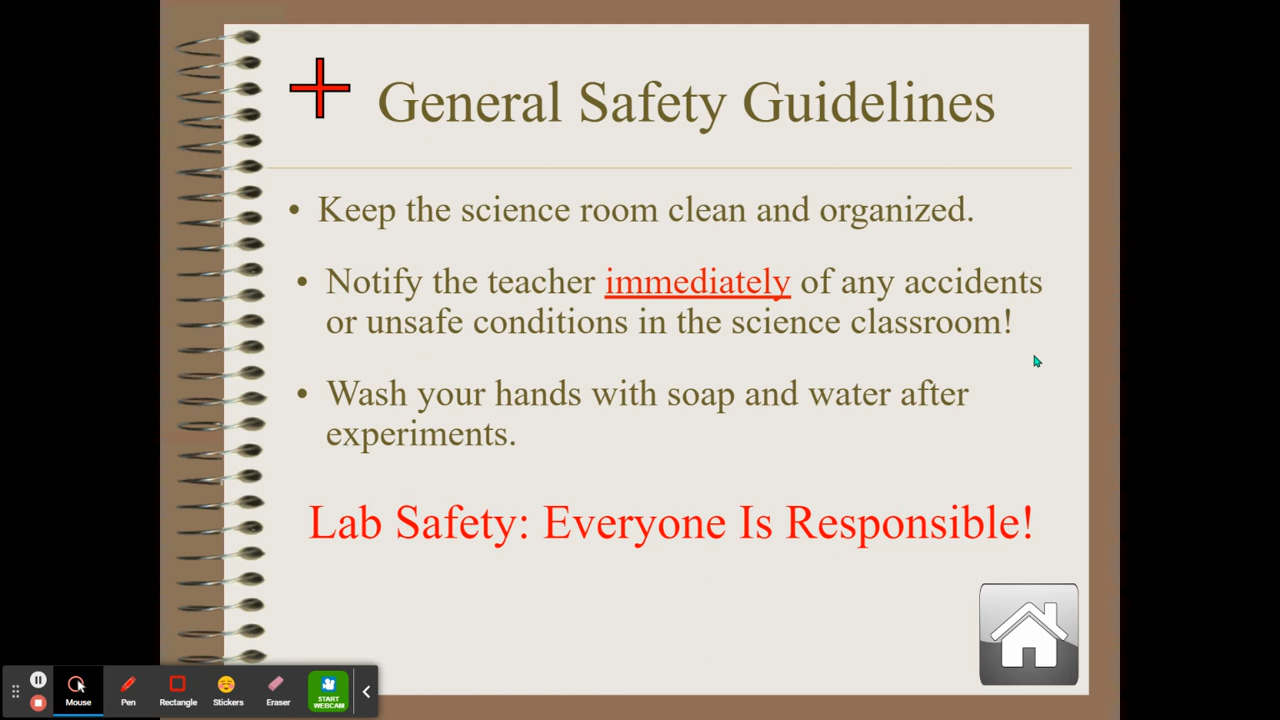 General Safety Guidelines
• Keep the science room clean and organized.
• Notify the teacher immediately of any accidents
or unsafe conditions in the science classroom!
• Wash your hands with soap and water after
experiments.
Lab Safety: Everyone Is Responsible!
Mouse
Pen
Rectangle
Stickers
Eraser
START
WEBCAM